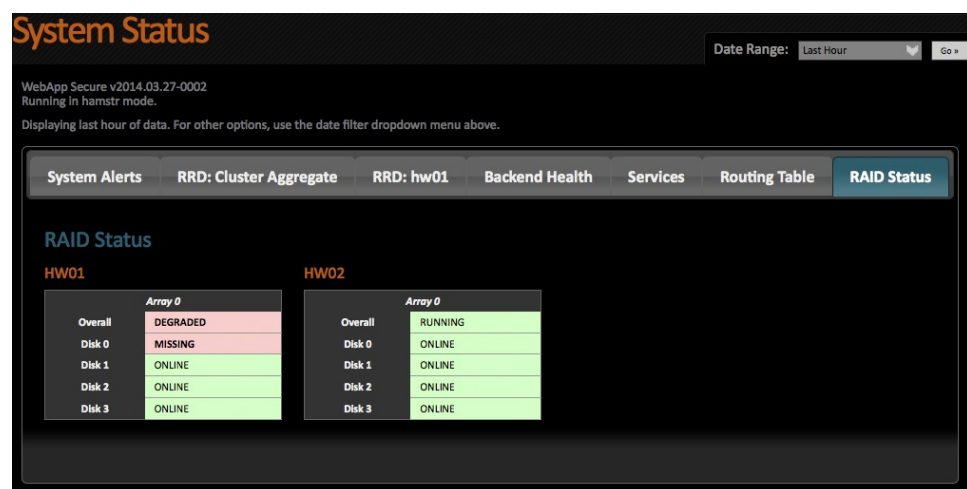 System Status
Date Range: Last Hour Go »
WebApp Secure v2014.03.27-0002
Running in hamstr mode.
Displaying last hour of data. For other options, use the date filter dropdown menu above.
System Alerts RRD: Cluster Aggregate RRD: hw01 Backend Health Services Routing Table RAID Status
RAID Status
HW01 HW02
Array 0 Array 0
Overall DEGRADED Overall RUNNING
Disk 0 MISSING Disk 0 ONLINE
Disk 1 ONLINE Disk 1 ONLINE
Disk 2 ONLINE Disk 2 ONLINE
Disk 3 ONLINE Disk 3 ONLINE